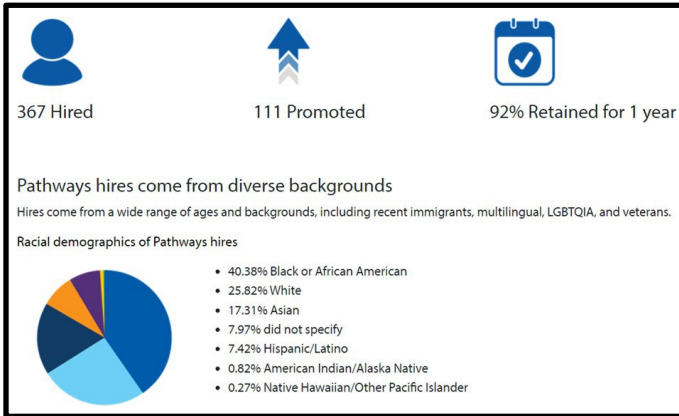 367 Hired
111 Promoted
92% Retained for 1 year
Pathways hires come from diverse backgrounds
Hires come from a wide range of ages and backgrounds, including recent immigrants, multilingual, LGBTQIA, and veterans.
Racial demographics of Pathways hires
• 40.38% Black or African American
• 25.82% White
• 17.31% Asian
• 7.97% did not specify
• 7.42% Hispanic/Latino
• 0.82% American Indian/Alaska Native
• 0.27% Native Hawaiian/Other Pacific Islander